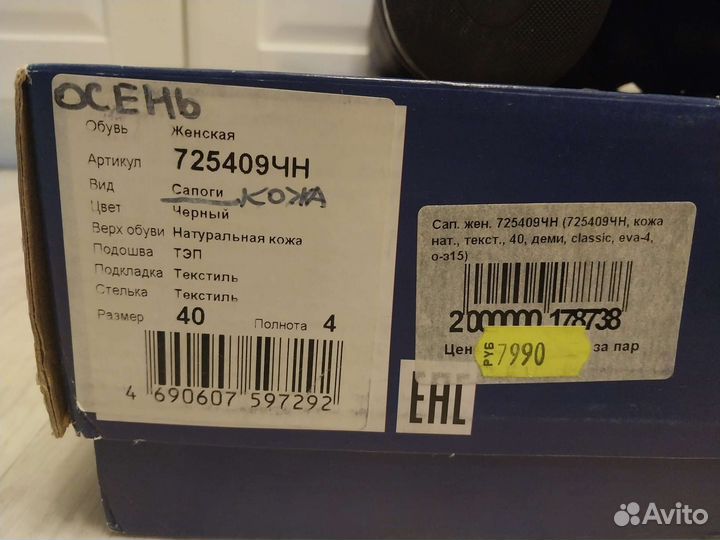 ОСЕНЬ
Обувь Женская
Артикул 725409ЧН
Вид Сапоги КОЖА
Цвет Черный
Верх обуви Натуральная кожа
Подошва ТЭП
Подкладка Текстиль
Стелька Текстиль
Размер 40 Полнота 4
4 690607 597292
Сап. жен. 725409ЧН (725409ЧН, кожа
нат., текст., 40, деми, classic, eva-4,
о-з15)
2000000178738
Цен за пар
РУБ 7990
EAC
Avito